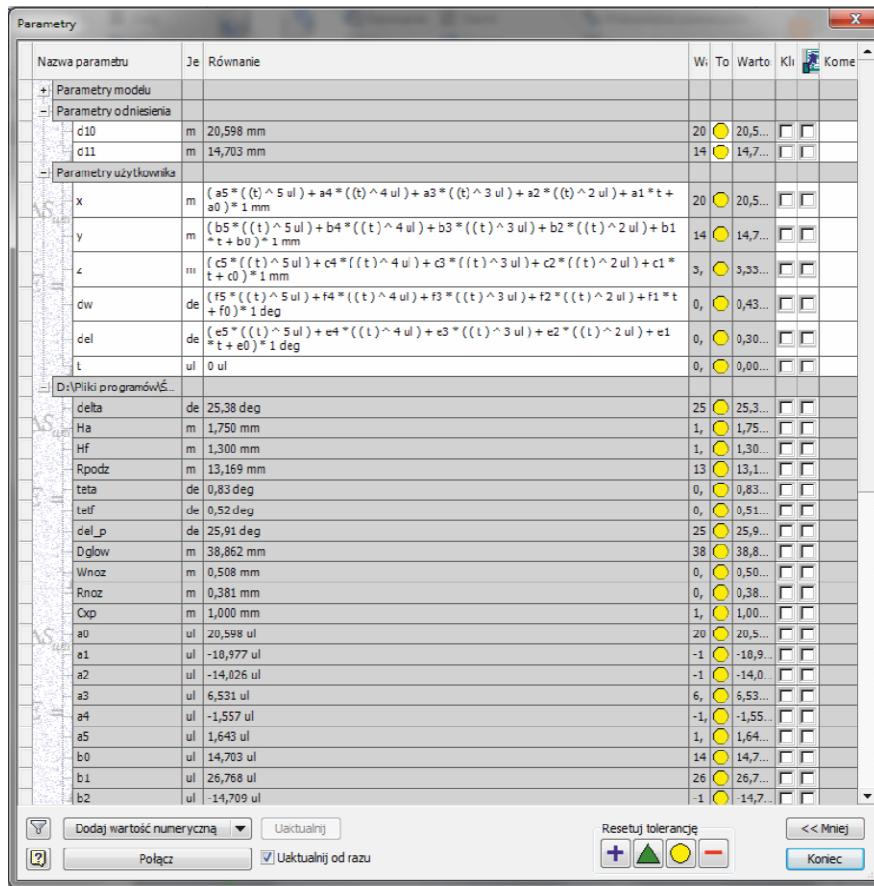 Parametry
Nazwa parametru Je Równanie W; To Warto: Klu Kome
Parametry modelu
Parametry odniesienia
d10 m 20,598 mm 20 20,5...
d11 m 14,703 mm 14 14,7...
Parametry użytkownika
x m ( a5 * ( (t) ^ 5 ul ) + a4 * ( (t) ^ 4 ul ) + a3 * ( (t) ^ 3 ul ) + a2 * ( (t) ^ 2 ul ) + a1 * t + 20 20,5...
a0 ) * 1 mm
y m ( b5 * ( ( t ) ^ 5 ul ) + b4 * ( ( t ) ^ 4 ul ) + b3 * ( ( t ) ^ 3 ul ) + b2 * ( ( t ) ^ 2 ul ) + b1 14 14,7...
* t + b0 ) * 1 mm
z m ( c5 * ( ( t ) ^ 5 ul ) + c4 * ( ( t ) ^ 4 ul ) + c3 * ( ( t ) ^ 3 ul ) + c2 * ( ( t ) ^ 2 ul ) + c1 * 3, 3,33...
t + c0 ) * 1 mm
dw de ( f5 * ( ( t ) ^ 5 ul ) + f4 * ( ( t ) ^ 4 ul ) + f3 * ( ( t ) ^ 3 ul ) + f2 * ( ( t ) ^ 2 ul ) + f1 * t 0, 0,43...
+ f0 ) * 1 deg
del de ( e5 * ( ( t ) ^ 5 ul ) + e4 * ( ( t ) ^ 4 ul ) + e3 * ( ( t ) ^ 3 ul ) + e2 * ( ( t ) ^ 2 ul ) + e1 0, 0,30...
* t + e0 ) * 1 deg
t ul 0 ul 0, 0,00...
D:\Pliki programów\Ś...
delta de 25,38 deg 25 25,3...
Ha m 1,750 mm 1, 1,75...
Hf m 1,300 mm 1, 1,30...
Rpodz m 13,169 mm 13 13,1...
teta de 0,83 deg 0, 0,83...
tetf de 0,52 deg 0, 0,51...
del_p de 25,91 deg 25 25,9...
Dglow m 38,862 mm 38 38,8...
Wnoz m 0,508 mm 0, 0,50...
Rnoz m 0,381 mm 0, 0,38...
Cxp m 1,000 mm 1, 1,00...
a0 ul 20,598 ul 20 20,5...
a1 ul -18,977 ul -1 -18,9...
a2 ul -14,026 ul -1 -14,0...
a3 ul 6,531 ul 6, 6,53...
a4 ul -1,557 ul -1, -1,55...
a5 ul 1,643 ul 1, 1,64...
b0 ul 14,703 ul 14 14,7...
b1 ul 26,768 ul 26 26,7...
b2 ul -14,709 ul -1 -14,7...
Dodaj wartość numeryczną Uaktualnij Resetuj tolerancję << Mniej
Połącz Uaktualnij od razu Koniec